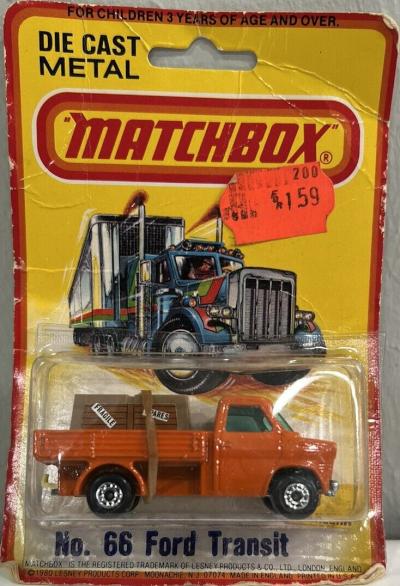 FOR CHILDREN 3 YEARS OF AGE AND OVER.
DIE CAST
METAL
"MATCHBOX"®
200
1.59
FRAGILE
SPARES
No. 66 Ford Transit
MATCHBOX IS THE REGISTERED TRADEMARK OF LESNEY PRODUCTS & CO., LTD., LONDON, ENGLAND
©1980 LESNEY PRODUCTS CORP. MOONACHIE, N.J. 07074 MADE IN ENGLAND